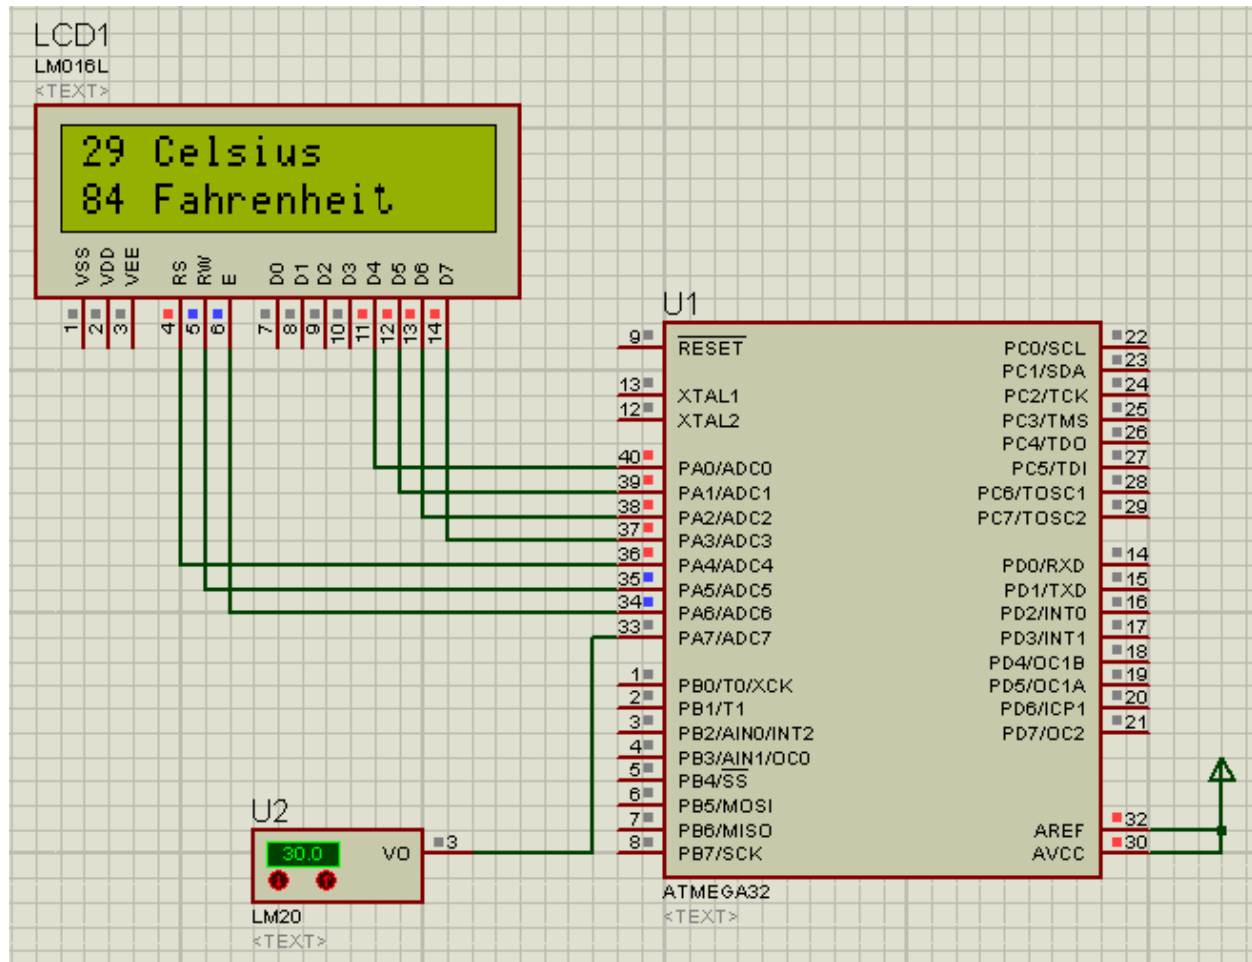 LCD1
LM016L
<TEXT>
29 Celsius
84 Fahrenheit
VSS VDD VEE RS RW E D0 D1 D2 D3 D4 D5 D6 D7
1 2 3 4 5 6 7 8 9 10 11 12 13 14
U1
9 RESET PC0/SCL 22
PC1/SDA 23
13 XTAL1 PC2/TCK 24
12 XTAL2 PC3/TMS 25
PC4/TDO 26
40 PA0/ADC0 PC5/TDI 27
39 PA1/ADC1 PC6/TOSC1 28
38 PA2/ADC2 PC7/TOSC2 29
37 PA3/ADC3
36 PA4/ADC4 PD0/RXD 14
35 PA5/ADC5 PD1/TXD 15
34 PA6/ADC6 PD2/INT0 16
33 PA7/ADC7 PD3/INT1 17
PD4/OC1B 18
1 PB0/T0/XCK PD5/OC1A 19
2 PB1/T1 PD6/ICP1 20
3 PB2/AIN0/INT2 PD7/OC2 21
4 PB3/AIN1/OC0
5 PB4/SS
6 PB5/MOSI
7 PB6/MISO AREF 32
8 PB7/SCK AVCC 30
ATMEGA32
<TEXT>
U2
30.0 VO 3
LM20
<TEXT>